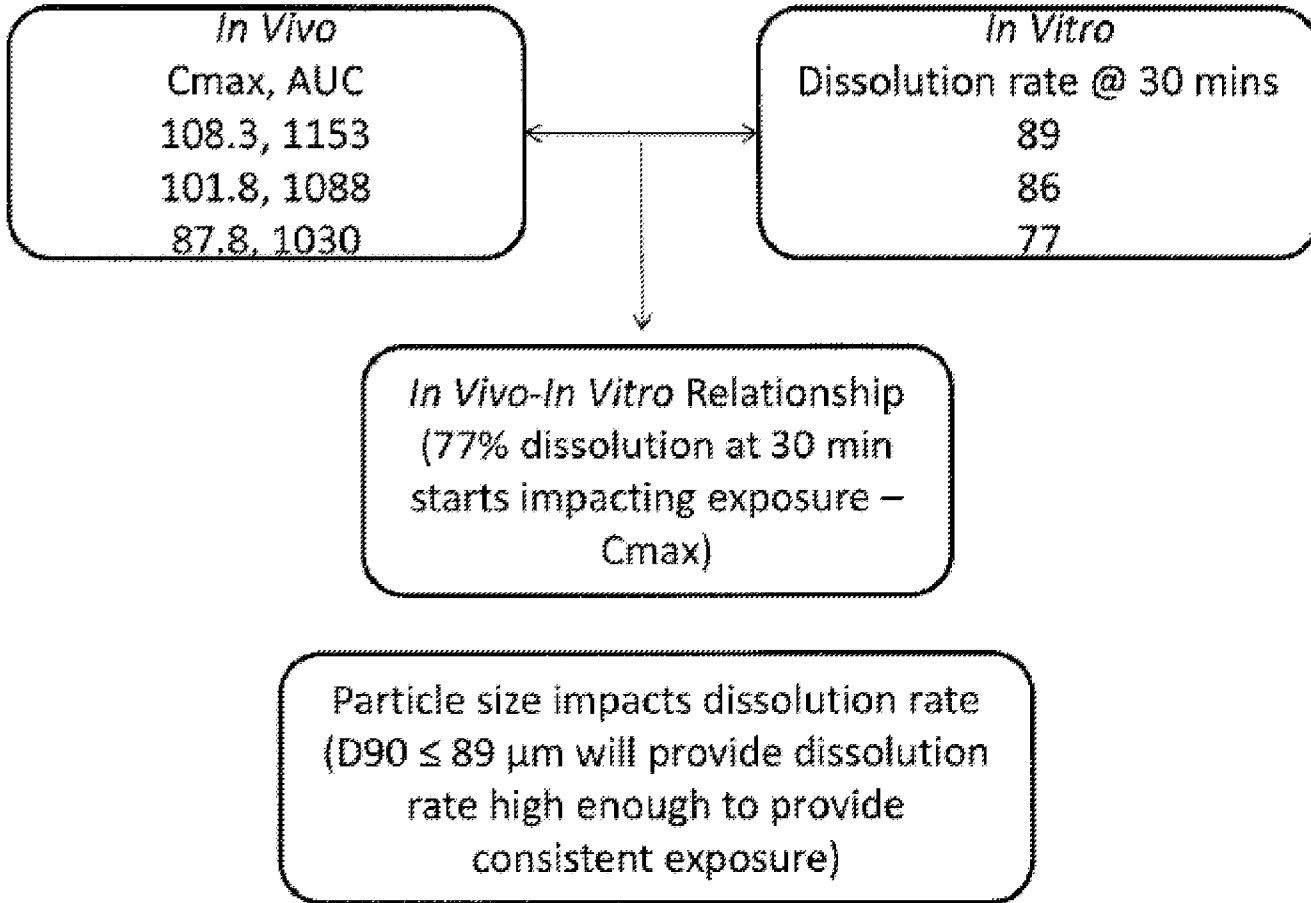 In Vivo
Cmax, AUC
108.3, 1153
101.8, 1088
87.8, 1030
In Vitro
Dissolution rate @ 30 mins
89
86
77
In Vivo-In Vitro Relationship
(77% dissolution at 30 min
starts impacting exposure –
Cmax)
Particle size impacts dissolution rate
(D90 ≤ 89 µm will provide dissolution
rate high enough to provide
consistent exposure)